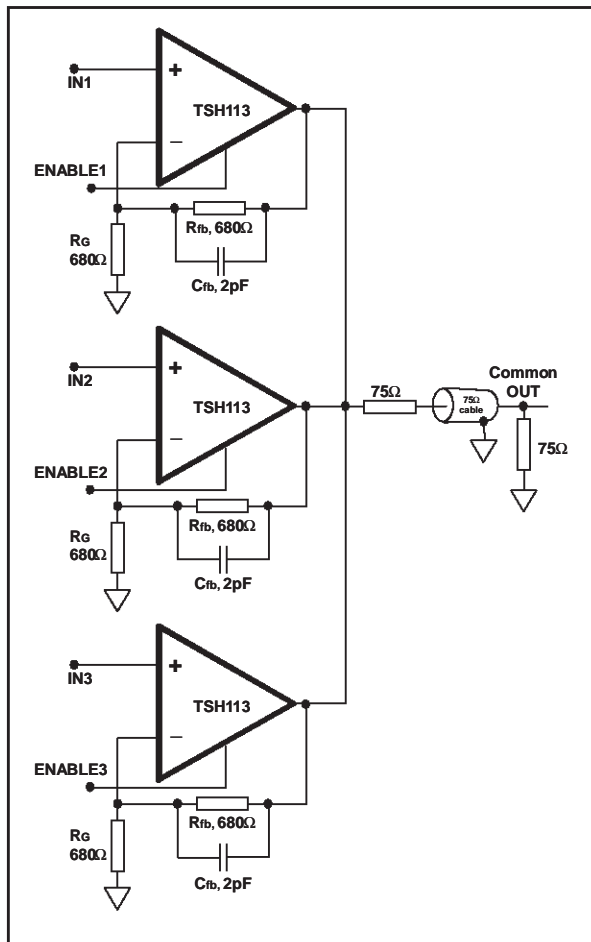 +
IN1
TSH113
−
ENABLE1
Rfb, 680Ω
RG
680Ω
Cfb, 2pF
+
IN2
TSH113
−
ENABLE2
Rfb, 680Ω
RG
680Ω
Cfb, 2pF
75Ω
75Ω
cable
Common
OUT
75Ω
+
IN3
TSH113
−
ENABLE3
Rfb, 680Ω
RG
680Ω
Cfb, 2pF